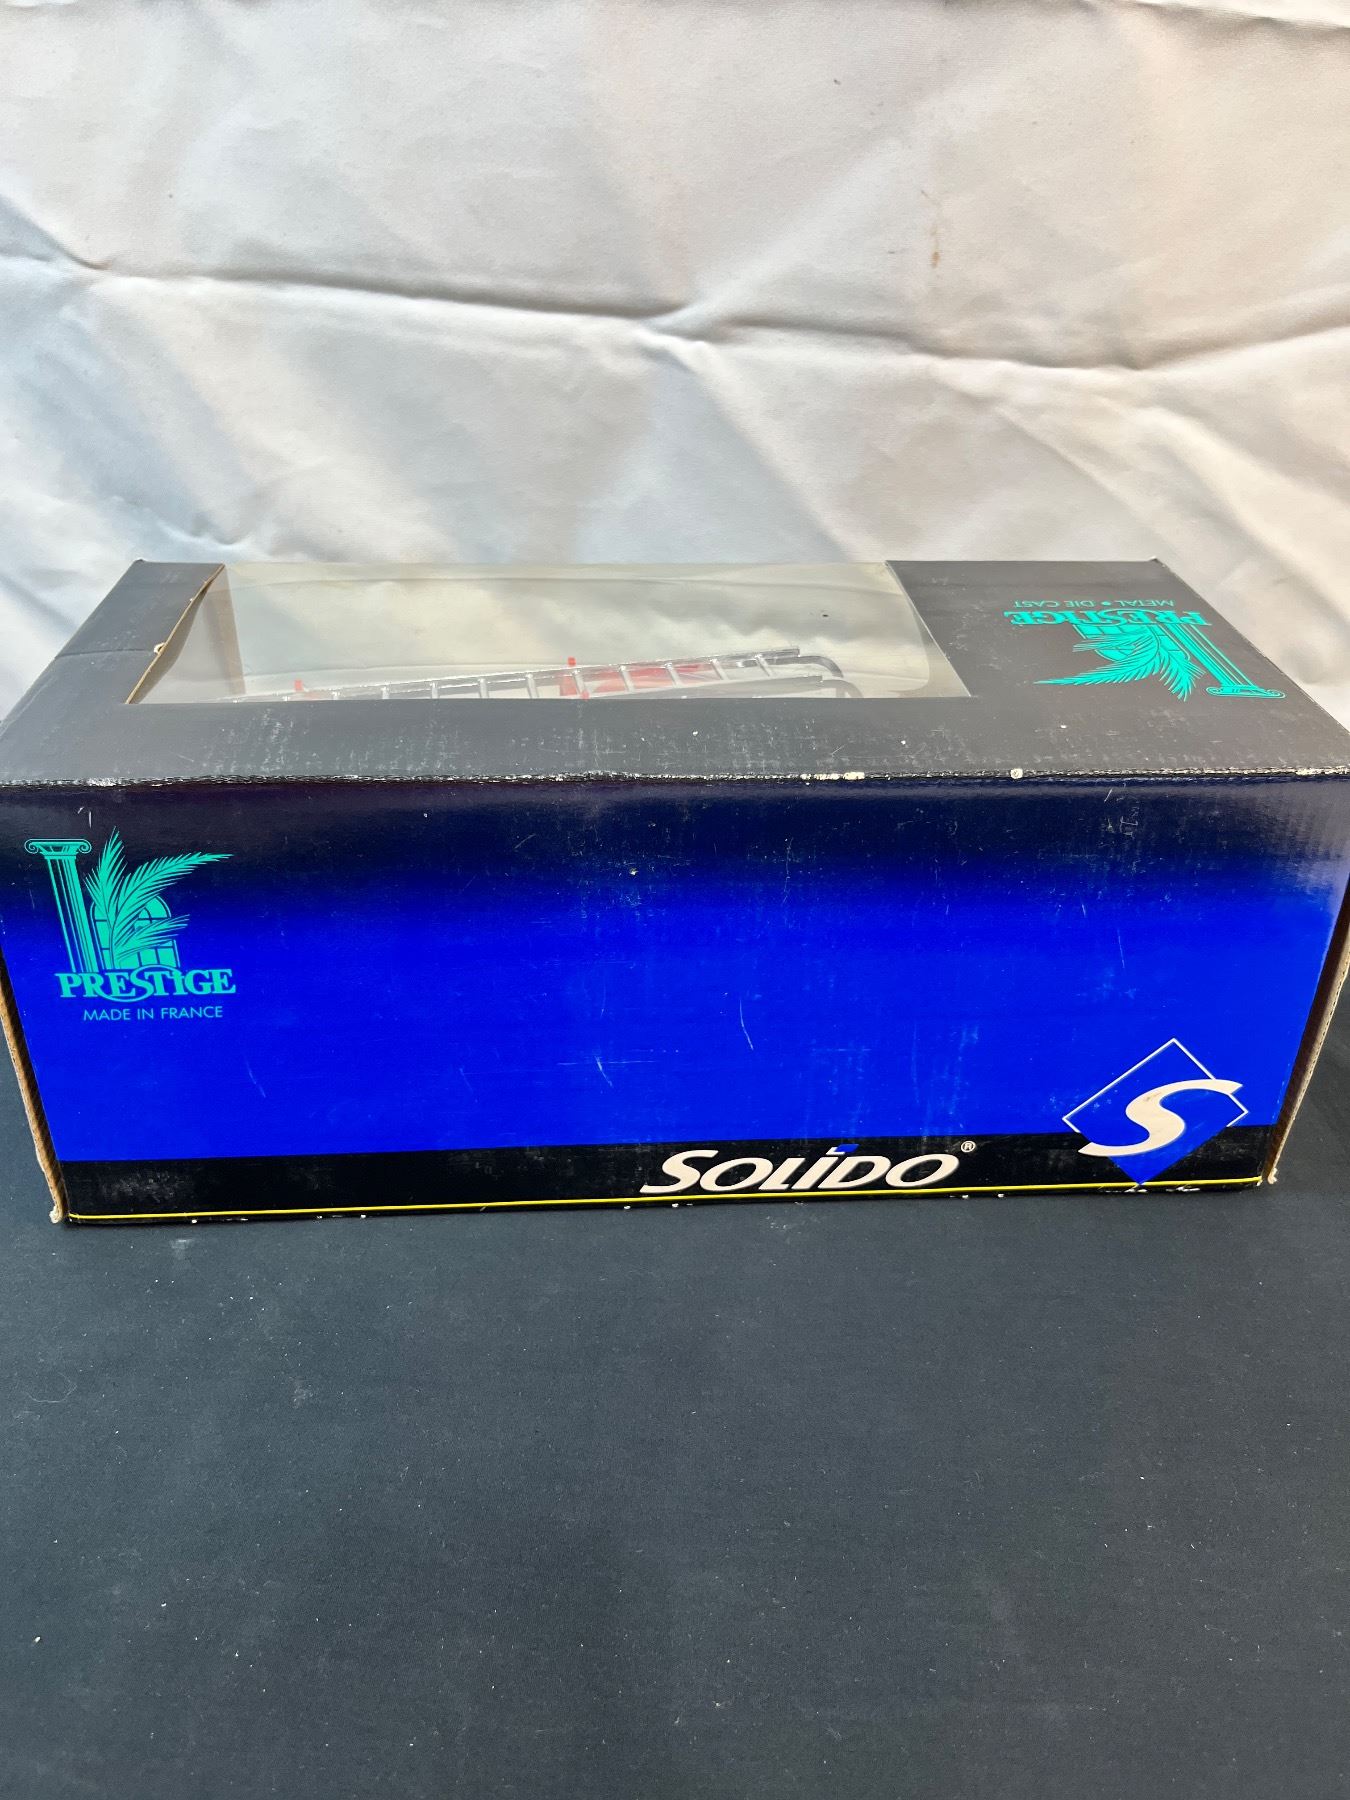 PRESTIGE
METAL • DIE CAST
PRESTIGE
MADE IN FRANCE
SOLIDO®
S